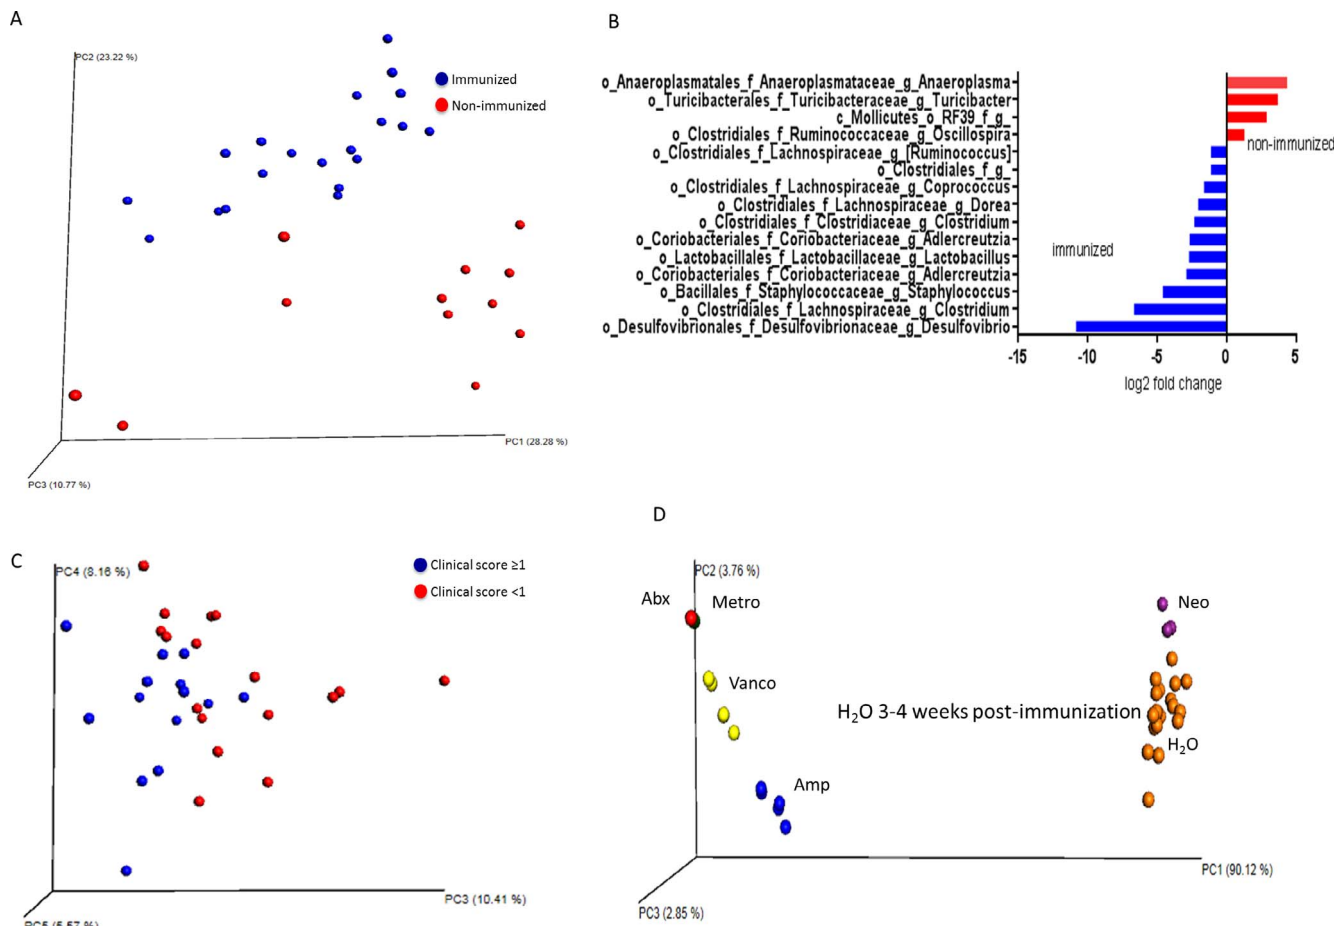 A
PC2 (23.22 %)
Immunized
Non-immunized
PC1 (28.28 %)
PC3 (10.77 %)
B
o_Anaeroplasmatales_f_Anaeroplasmataceae_g_Anaeroplasma
o_Turicibacterales_f_Turicibacteraceae_g_Turicibacter
c_Mollicutes_o_RF39_f_g_
o_Clostridiales_f_Ruminococcaceae_g_Oscillospira
non-immunized
o_Clostridiales_f_Lachnospiraceae_g_[Ruminococcus]
o_Clostridiales_f_g_
o_Clostridiales_f_Lachnospiraceae_g_Coprococcus
o_Clostridiales_f_Lachnospiraceae_g_Dorea
o_Clostridiales_f_Clostridiaceae_g_Clostridium
o_Coriobacteriales_f_Coriobacteriaceae_g_Adlercreutzia
immunized
o_Lactobacillales_f_Lactobacillaceae_g_Lactobacillus
o_Coriobacteriales_f_Coriobacteriaceae_g_Adlercreutzia
o_Bacillales_f_Staphylococcaceae_g_Staphylococcus
o_Clostridiales_f_Lachnospiraceae_g_Clostridium
o_Desulfovibrionales_f_Desulfovibrionaceae_g_Desulfovibrio
-15 -10 -5 0 5
log2 fold change
C
PC4 (8.16 %)
Clinical score ≥1
Clinical score <1
PC3 (10.41 %)
PC5 (5.57 %)
D
PC2 (3.76 %)
Abx Metro
Neo
Vanco
H₂O 3-4 weeks post-immunization
H₂O
Amp
PC1 (90.12 %)
PC3 (2.85 %)